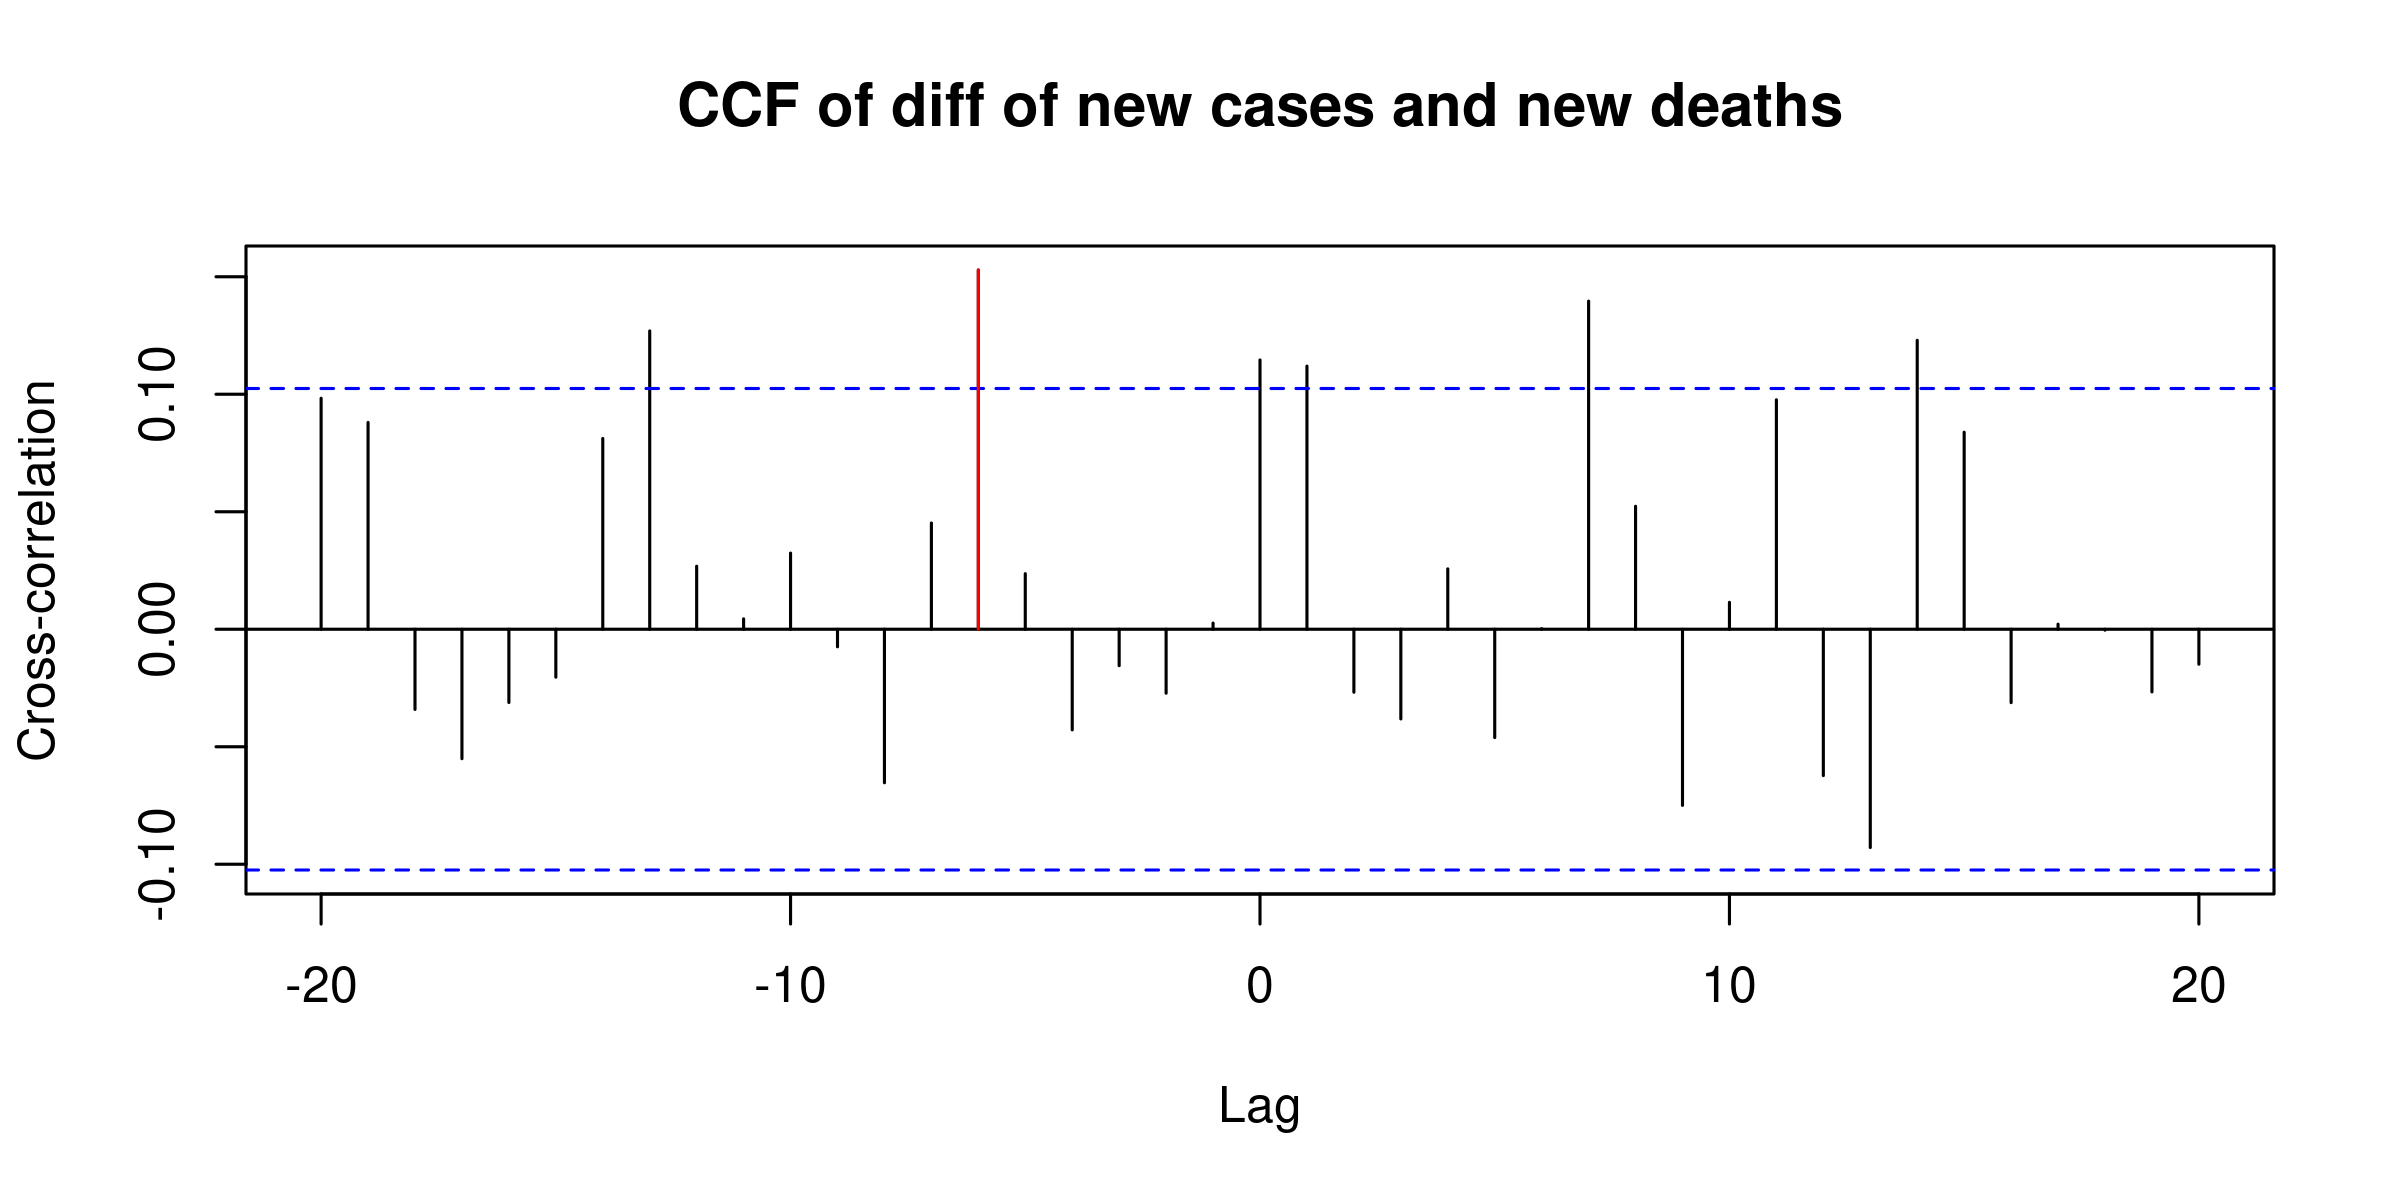 CCF of diff of new cases and new deaths
Cross-correlation
0.10
0.00
-0.10
-20 -10 0 10 20
Lag